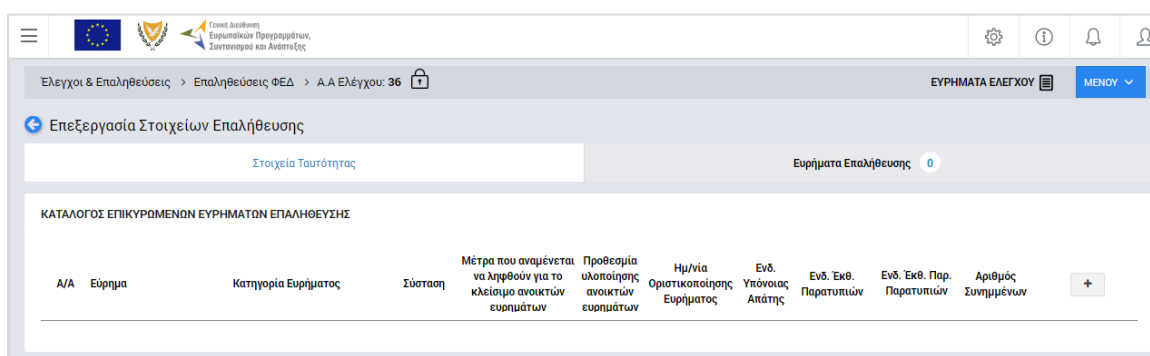 Γενική Διεύθυνση
Ευρωπαϊκών Προγραμμάτων,
Συντονισμού και Ανάπτυξης
Έλεγχοι & Επαληθεύσεις > Επαληθεύσεις ΦΕΔ > Α.Α Ελέγχου: 36
ΕΥΡΗΜΑΤΑ ΕΛΕΓΧΟΥ
ΜΕΝΟΥ
Επεξεργασία Στοιχείων Επαλήθευσης
Στοιχεία Ταυτότητας
Ευρήματα Επαλήθευσης 0
ΚΑΤΑΛΟΓΟΣ ΕΠΙΚΥΡΩΜΕΝΩΝ ΕΥΡΗΜΑΤΩΝ ΕΠΑΛΗΘΕΥΣΗΣ
Α/Α
Εύρημα
Κατηγορία Ευρήματος
Σύσταση
Μέτρα που αναμένεται
να ληφθούν για το
κλείσιμο ανοικτών
ευρημάτων
Προθεσμία
υλοποίησης
ανοικτών
ευρημάτων
Ημ/νία
Οριστικοποίησης
Ευρήματος
Ενδ.
Υπόνοιας
Απάτης
Ενδ. Έκθ.
Παρατυπιών
Ενδ. Έκθ. Παρ.
Παρατυπιών
Αριθμός
Συνημμένων
+